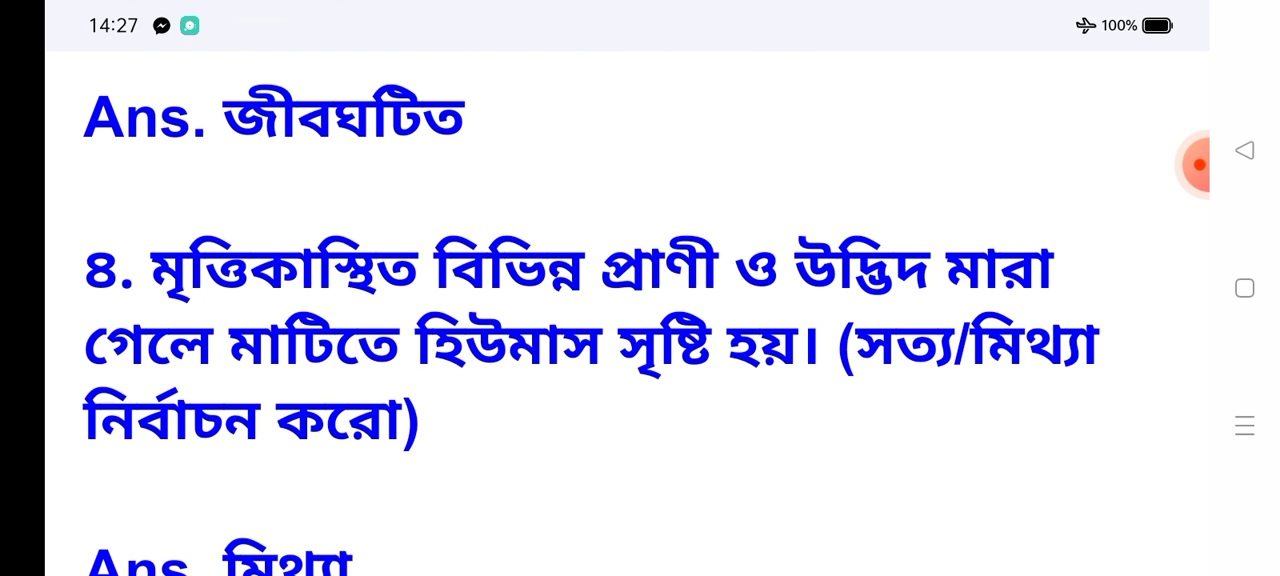 14:27
100%
Ans. জীবঘটিত
৪. মৃত্তিকাস্থিত বিভিন্ন প্রাণী ও উদ্ভিদ মারা
গেলে মাটিতে হিউমাস সৃষ্টি হয়। (সত্য/মিথ্যা
নির্বাচন করো)
Ans. মিথ্যা